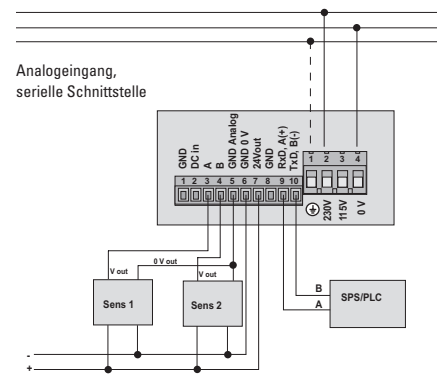 Analogeingang,
serielle Schnittstelle
GND
DC in
A
B
GND Analog
GND 0 V
24Vout
GND
RxD, A(+)
TxD, B(-)
1 2 3 4 5 6 7 8 9 10
1 2 3 4
230V
115V
0 V
V out
0 V out
V out
Sens 1
Sens 2
B
A
SPS/PLC
-
+